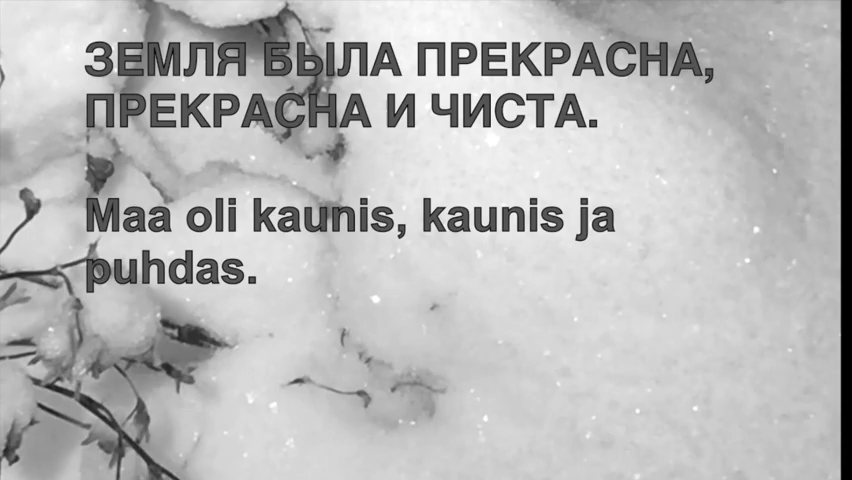 ЗЕМЛЯ БЫЛА ПРЕКРАСНА,
ПРЕКРАСНА И ЧИСТА.
Maa oli kaunis, kaunis ja
puhdas.